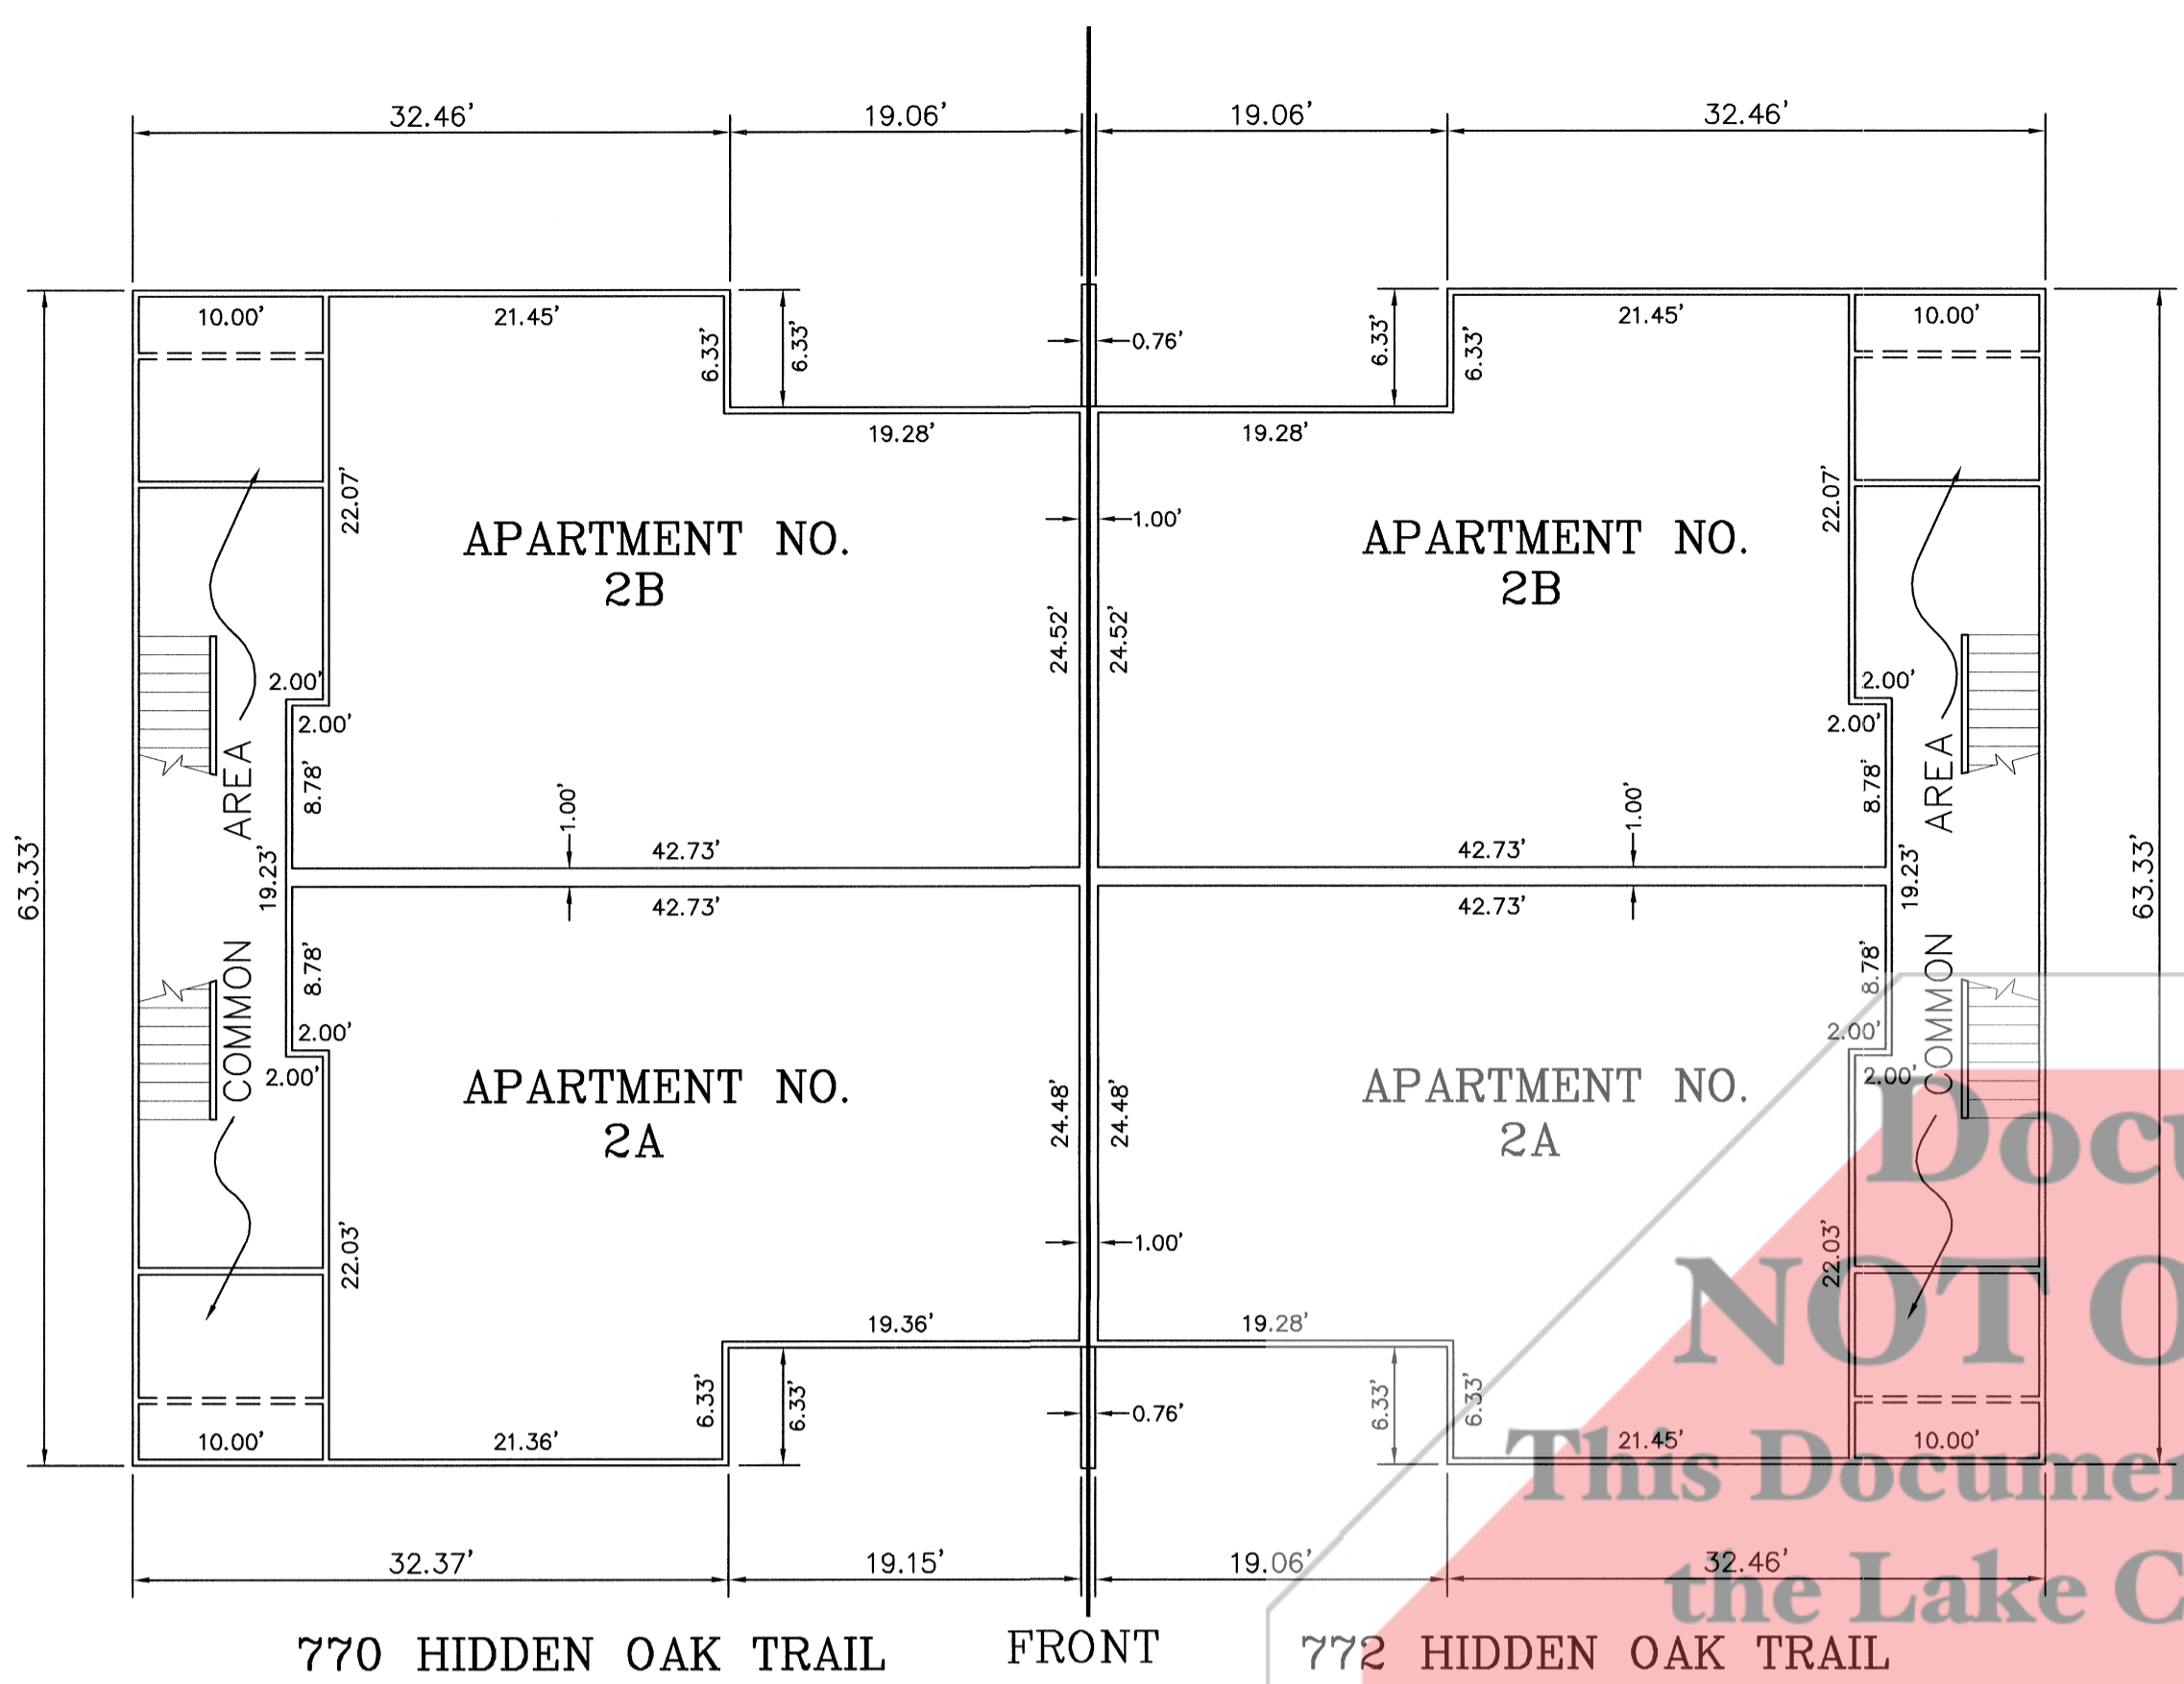 32.46' 19.06' 19.06' 32.46'
10.00' 21.45' 6.33' 6.33' 0.76' 6.33' 6.33' 21.45' 10.00'
19.28' 19.28'
22.07' 22.07'
APARTMENT NO. 1.00' APARTMENT NO.
2B 2B
24.52' 24.52'
2.00' 2.00'
2.00' 2.00'
8.78' 1.00' 1.00' 8.78'
COMMON AREA COMMON AREA
42.73' 42.73'
63.33' 19.23' 19.23' 63.33'
42.73' 42.73'
8.78' 8.78'
2.00' 2.00'
2.00' 2.00'
APARTMENT NO. APARTMENT NO.
2A 2A
24.48' 24.48'
22.03' 1.00' 22.03'
19.36' 19.28'
6.33' 6.33' 0.76' 6.33' 6.33'
10.00' 21.36' 21.45' 10.00'
32.37' 19.15' 19.06' 32.46'
770 HIDDEN OAK TRAIL FRONT 772 HIDDEN OAK TRAIL
Docu
NOT O
This Documen
the Lake C